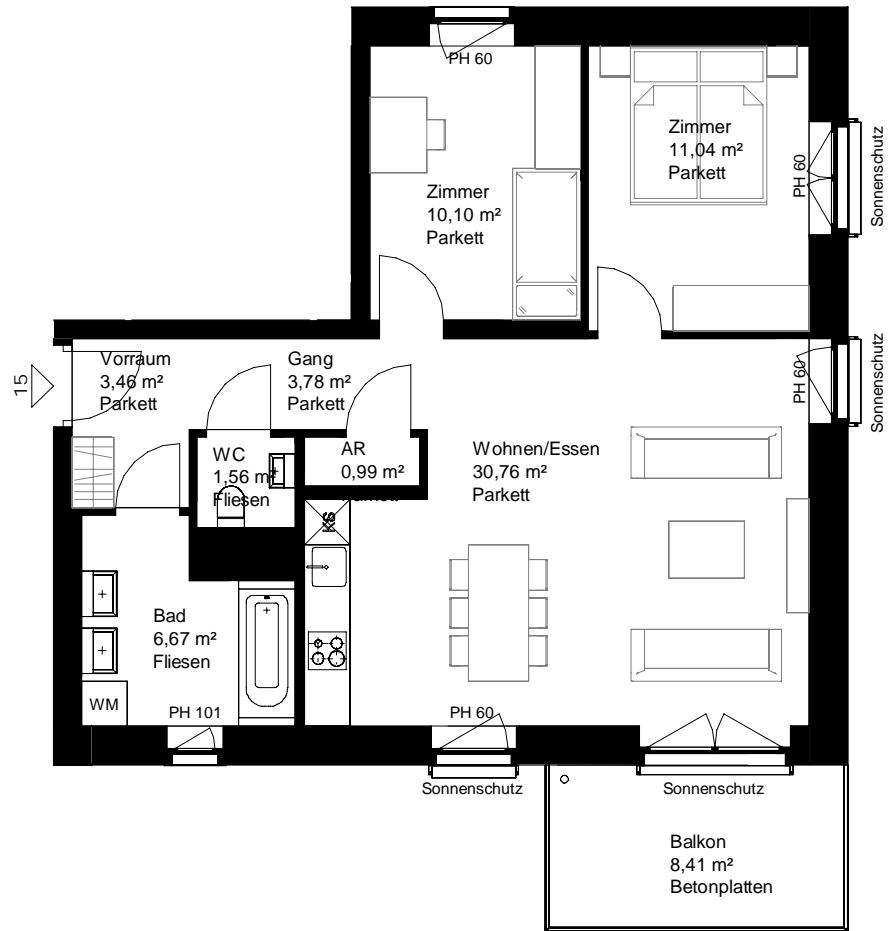 PH 60
Zimmer
11,04 m²
Parkett
PH 60
Sonnenschutz
Zimmer
10,10 m²
Parkett
15
Vorraum
3,46 m²
Parkett
Gang
3,78 m²
Parkett
PH 60
Sonnenschutz
WC
1,56 m²
Fliesen
AR
0,99 m²
Wohnen/Essen
30,76 m²
Parkett
KS
Bad
6,67 m²
Fliesen
WM
PH 101
PH 60
Sonnenschutz
Sonnenschutz
Balkon
8,41 m²
Betonplatten